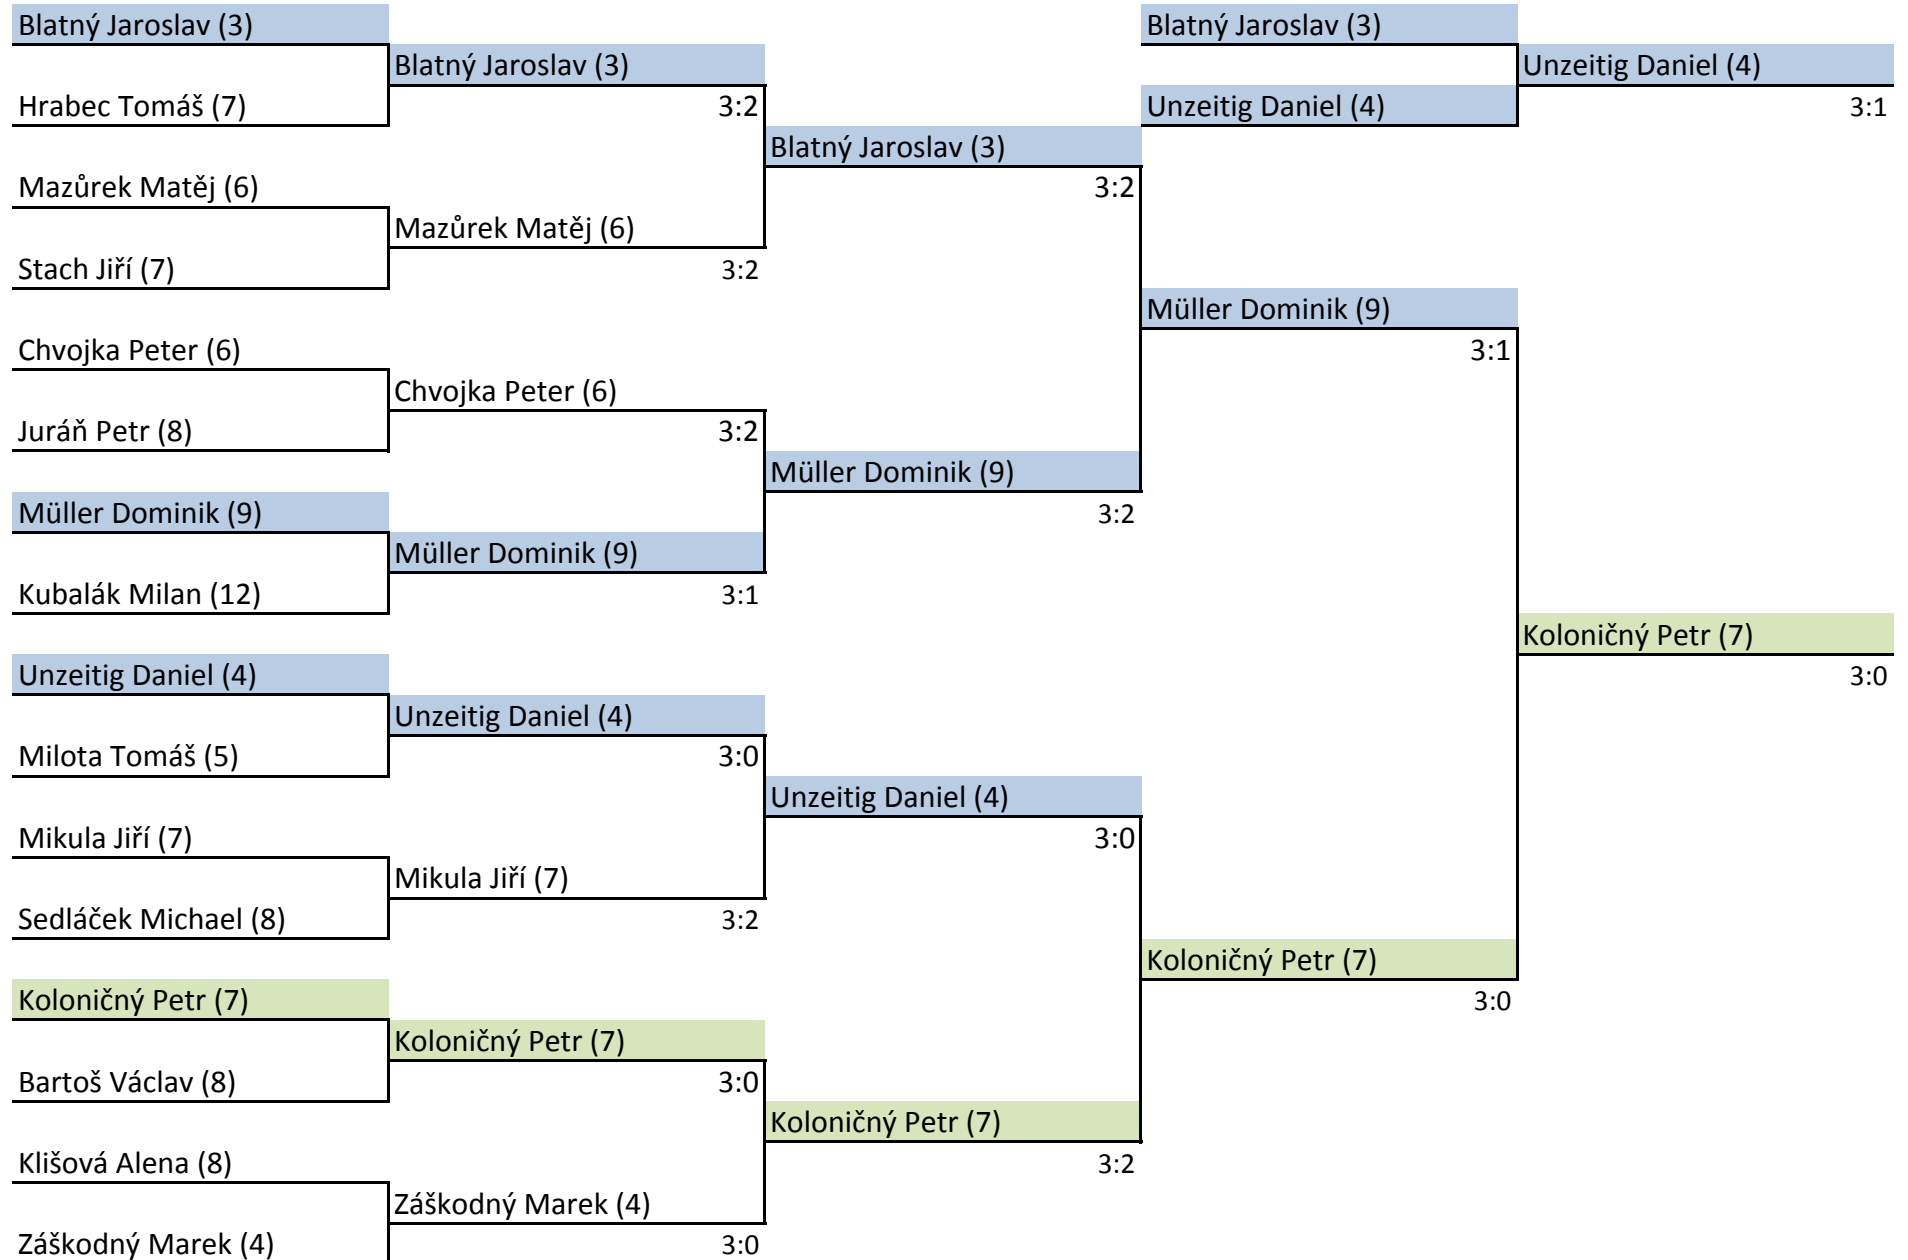 Blatný Jaroslav (3)
Blatný Jaroslav (3)
Blatný Jaroslav (3)
Unzeitig Daniel (4)
Hrabec Tomáš (7)
3:2
Unzeitig Daniel (4)
3:1
Blatný Jaroslav (3)
Mazůrek Matěj (6)
3:2
Mazůrek Matěj (6)
Stach Jiří (7)
3:2
Müller Dominik (9)
Chvojka Peter (6)
3:1
Chvojka Peter (6)
Juráň Petr (8)
3:2
Müller Dominik (9)
Müller Dominik (9)
3:2
Müller Dominik (9)
Kubalák Milan (12)
3:1
Koloničný Petr (7)
Unzeitig Daniel (4)
3:0
Unzeitig Daniel (4)
Milota Tomáš (5)
3:0
Unzeitig Daniel (4)
Mikula Jiří (7)
3:0
Mikula Jiří (7)
Sedláček Michael (8)
3:2
Koloničný Petr (7)
Koloničný Petr (7)
3:0
Koloničný Petr (7)
Bartoš Václav (8)
3:0
Koloničný Petr (7)
Klišová Alena (8)
3:2
Záškodný Marek (4)
Záškodný Marek (4)
3:0